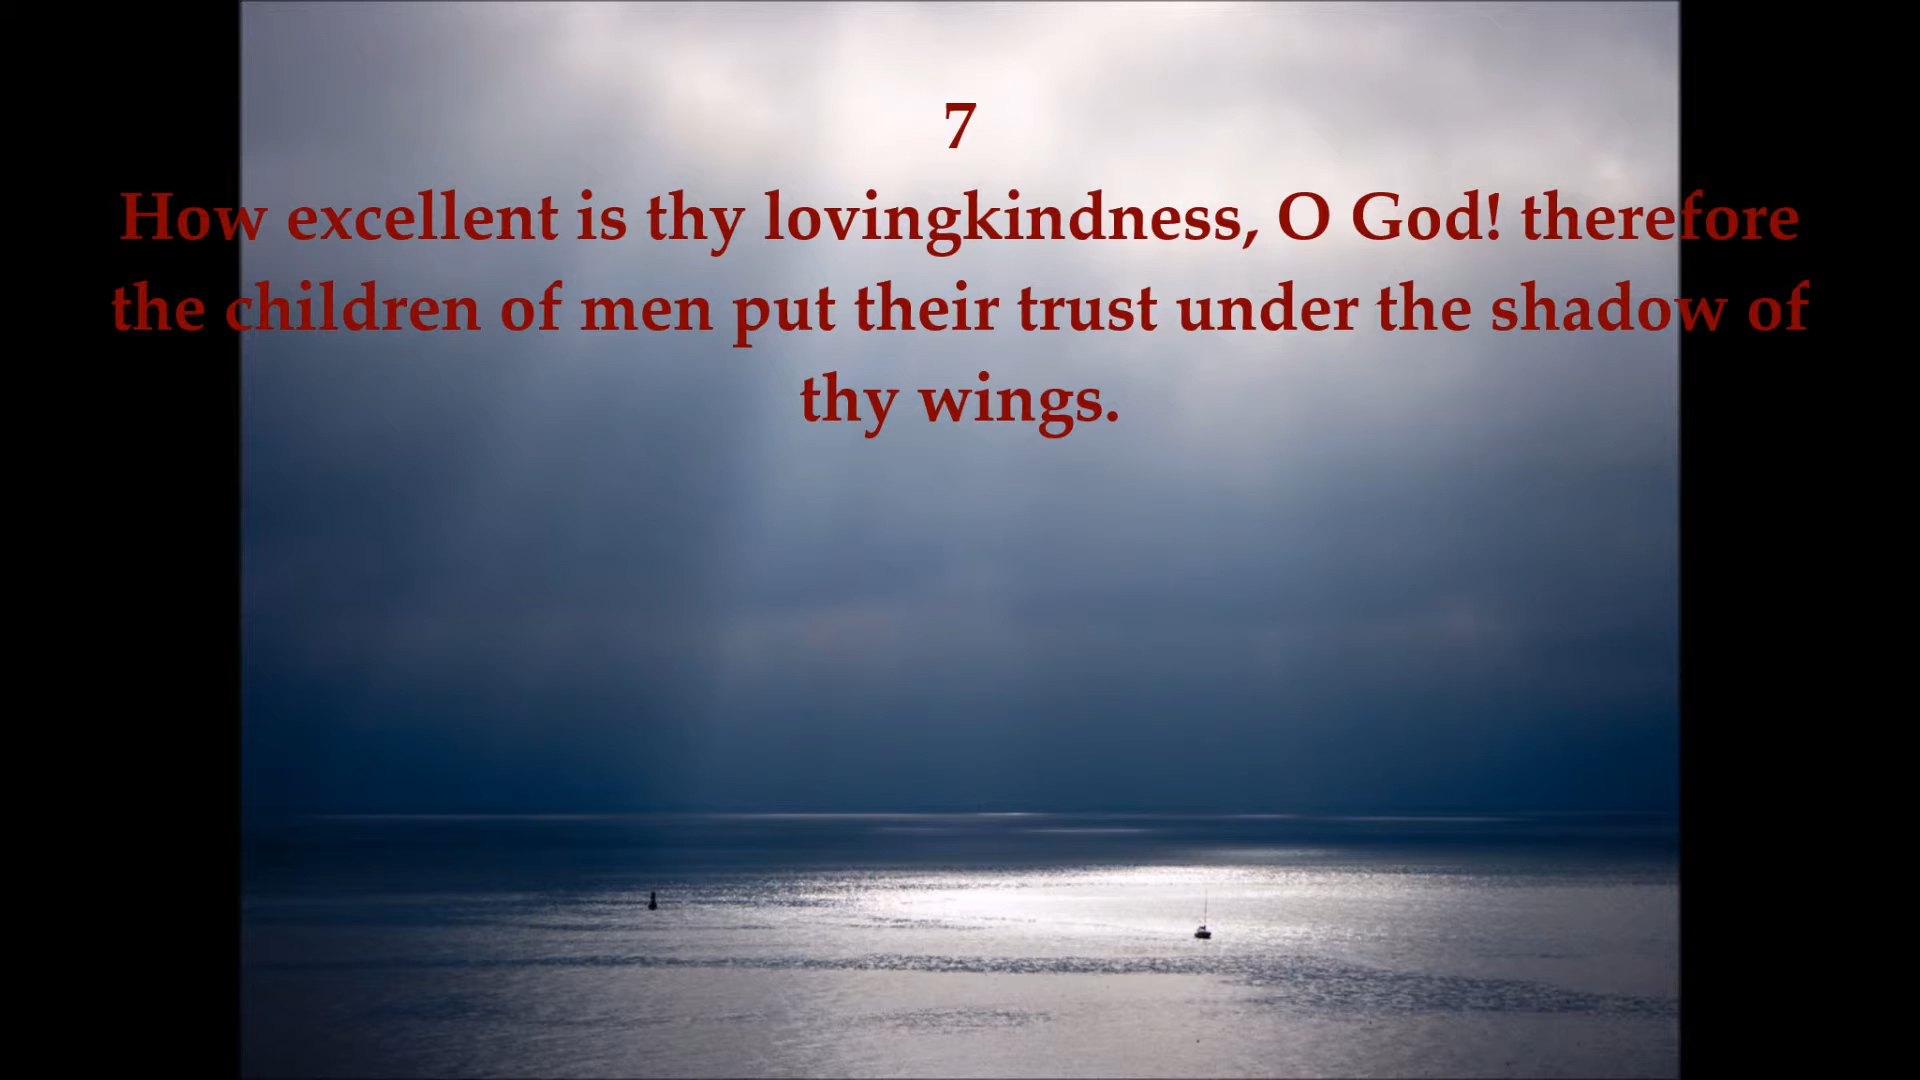 7
How excellent is thy lovingkindness, O God! therefore
the children of men put their trust under the shadow of
thy wings.